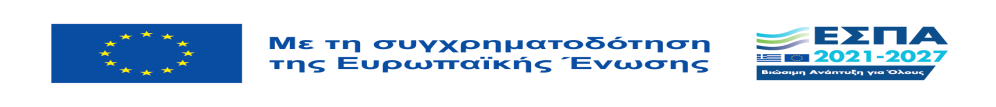 Με τη συγχρηματοδότηση
της Ευρωπαϊκής Ένωσης
ΕΣΠΑ
2021-2027
Βιώσιμη Ανάπτυξη για Όλους